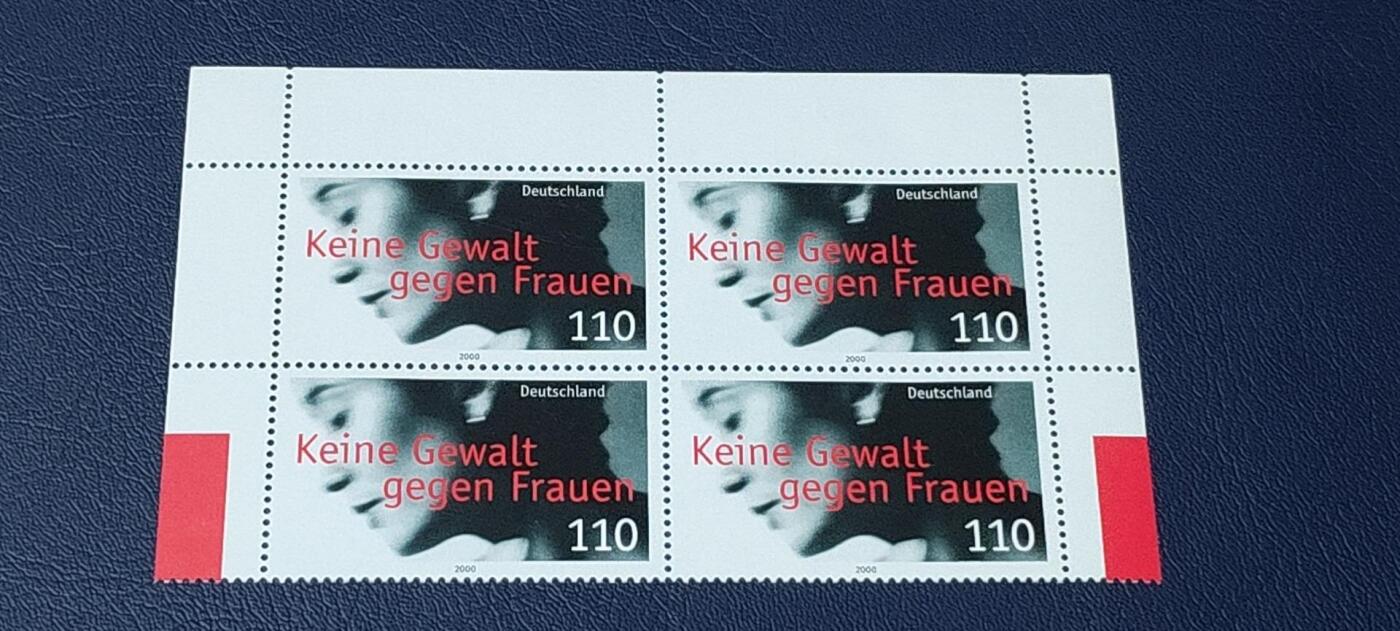 Deutschland
Keine Gewalt
gegen Frauen
110
2000
Deutschland
Keine Gewalt
gegen Frauen
110
2000
Deutschland
Keine Gewalt
gegen Frauen
110
2000
Deutschland
Keine Gewalt
gegen Frauen
110
2000